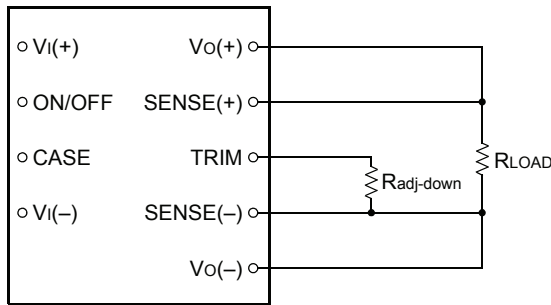 VI(+) VO(+)
ON/OFF SENSE(+)
CASE TRIM
Radj-down
RLOAD
VI(–) SENSE(–)
VO(–)